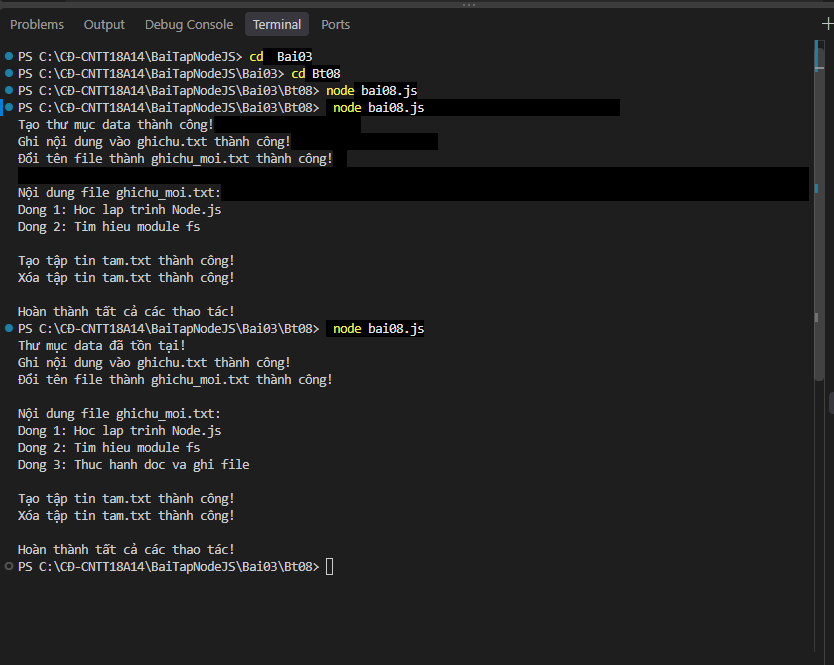 Problems Output Debug Console Terminal Ports
PS C:\CĐ-CNTT18A14\BaiTapNodeJS> cd Bai03
PS C:\CĐ-CNTT18A14\BaiTapNodeJS\Bai03> cd Bt08
PS C:\CĐ-CNTT18A14\BaiTapNodeJS\Bai03\Bt08> node bai08.js
PS C:\CĐ-CNTT18A14\BaiTapNodeJS\Bai03\Bt08> node bai08.js
Tạo thư mục data thành công!
Ghi nội dung vào ghichu.txt thành công!
Đổi tên file thành ghichu_moi.txt thành công!
Nội dung file ghichu_moi.txt:
Dong 1: Hoc lap trinh Node.js
Dong 2: Tim hieu module fs
Tạo tập tin tam.txt thành công!
Xóa tập tin tam.txt thành công!
Hoàn thành tất cả các thao tác!
PS C:\CĐ-CNTT18A14\BaiTapNodeJS\Bai03\Bt08> node bai08.js
Thư mục data đã tồn tại!
Ghi nội dung vào ghichu.txt thành công!
Đổi tên file thành ghichu_moi.txt thành công!
Nội dung file ghichu_moi.txt:
Dong 1: Hoc lap trinh Node.js
Dong 2: Tim hieu module fs
Dong 3: Thuc hanh doc va ghi file
Tạo tập tin tam.txt thành công!
Xóa tập tin tam.txt thành công!
Hoàn thành tất cả các thao tác!
PS C:\CĐ-CNTT18A14\BaiTapNodeJS\Bai03\Bt08>